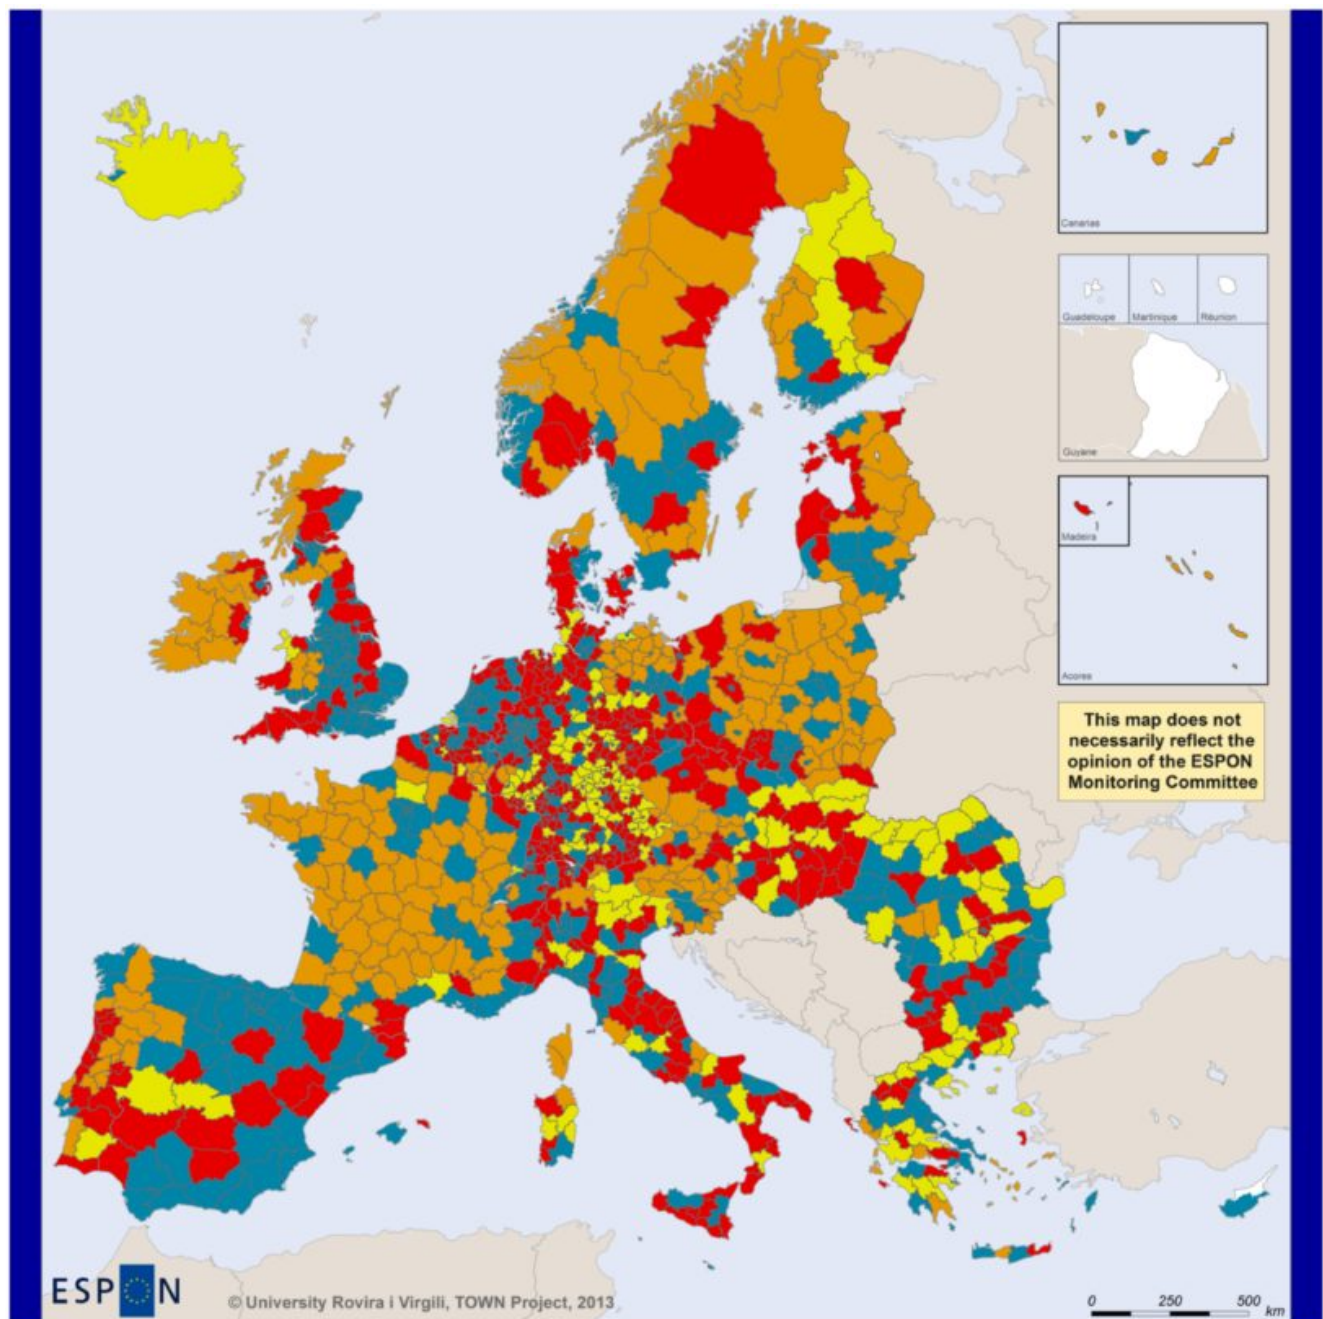 Canarias
Guadeloupe
Martinique
Réunion
Guyane
Madeira
Acores
This map does not
necessarily reflect the
opinion of the ESPON
Monitoring Committee
ESPON
© University Rovira i Virgili, TOWN Project, 2013
0 250 500
km